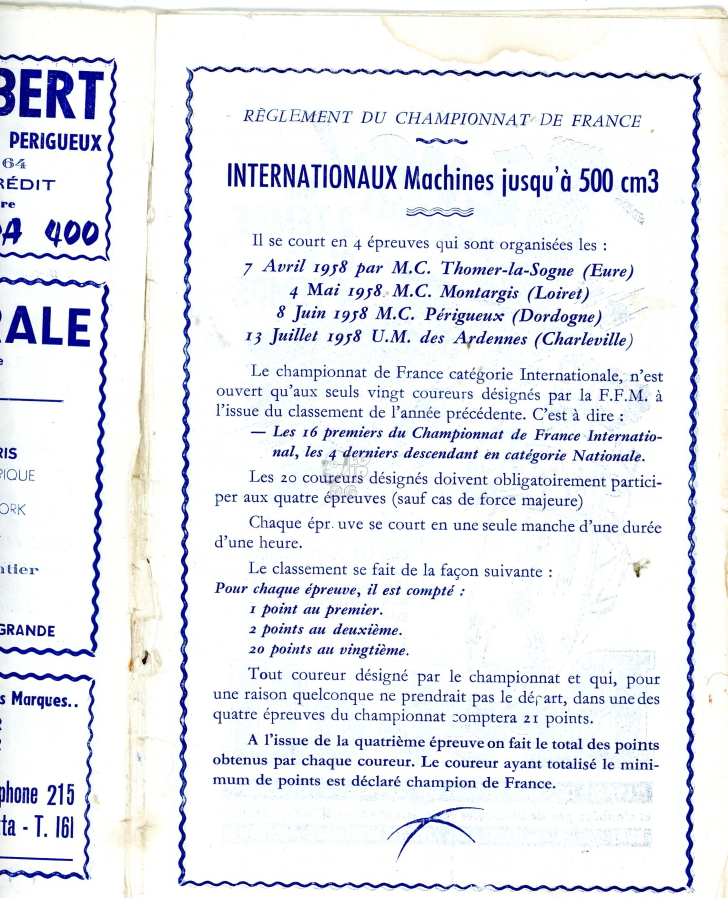 BERT
PERIGUEUX
64
RÉDIT
re
A 400
RALE
e
RIS
RIQUE
ORK
ntier
GRANDE
s Marques..
phone 215
tta - T. 161
RÈGLEMENT DU CHAMPIONNAT DE FRANCE
INTERNATIONAUX Machines jusqu'à 500 cm3
Il se court en 4 épreuves qui sont organisées les :
7 Avril 1958 par M.C. Thomer-la-Sogne (Eure)
4 Mai 1958 M.C. Montargis (Loiret)
8 Juin 1958 M.C. Périgueux (Dordogne)
13 Juillet 1958 U.M. des Ardennes (Charleville)
Le championnat de France catégorie Internationale, n'est
ouvert qu'aux seuls vingt coureurs désignés par la F.F.M. à
l'issue du classement de l'année précédente. C'est à dire :
— Les 16 premiers du Championnat de France Internatio-
nal, les 4 derniers descendant en catégorie Nationale.
Les 20 coureurs désignés doivent obligatoirement partici-
per aux quatre épreuves (sauf cas de force majeure)
Chaque épr. uve se court en une seule manche d'une durée
d'une heure.
Le classement se fait de la façon suivante :
Pour chaque épreuve, il est compté :
1 point au premier.
2 points au deuxième.
20 points au vingtième.
Tout coureur désigné par le championnat et qui, pour
une raison quelconque ne prendrait pas le départ, dans une des
quatre épreuves du championnat comptera 21 points.
A l'issue de la quatrième épreuve on fait le total des points
obtenus par chaque coureur. Le coureur ayant totalisé le mini-
mum de points est déclaré champion de France.